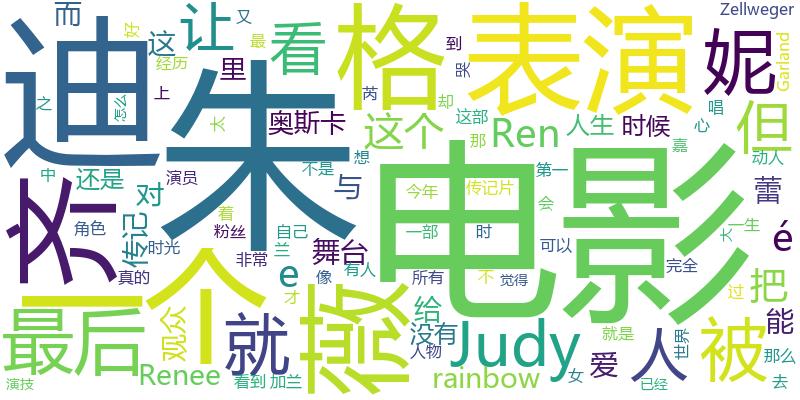 而 这 让 看 格 表演 妮 Zellweger
迪 朱 里 到 哭 又 最 好 经历 上 之 怎么 太
奥斯卡 这个 Ren 人生 时候 但 Garland
芮 却 这部 那 唱 心 嘉 动人
齐 中 还是 对 演员 不是 想 与 今年 传记片 第一 蕾
电影
角色 传记 着 粉丝 自己 兰 舞台 一部 时 会 可以 é 大 一生
时光 真的 一个 非常 e 像 有人 所有 不 觉得 完全 过 把
最后 观众 就 才 薇 给 没有 Judy 就是 爱 人 世界 被 能 那么
人物 Renee 看到 加兰 rainbow 女 已经 去
演技